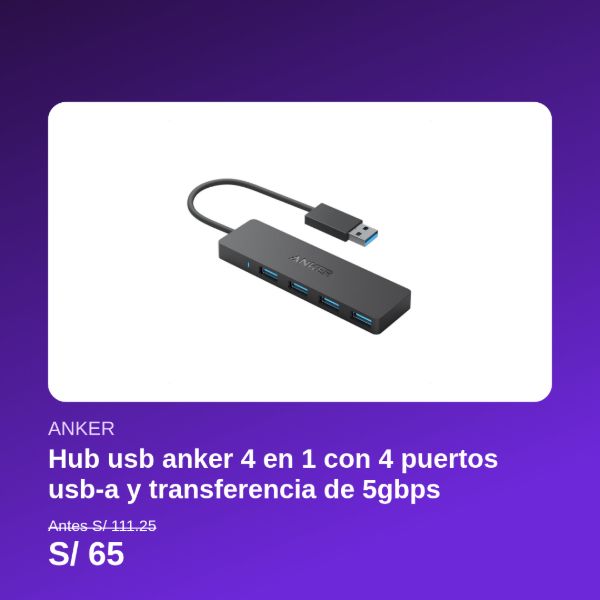 ANKER
ANKER
Hub usb anker 4 en 1 con 4 puertos
usb-a y transferencia de 5gbps
Antes S/ 111.25
S/ 65